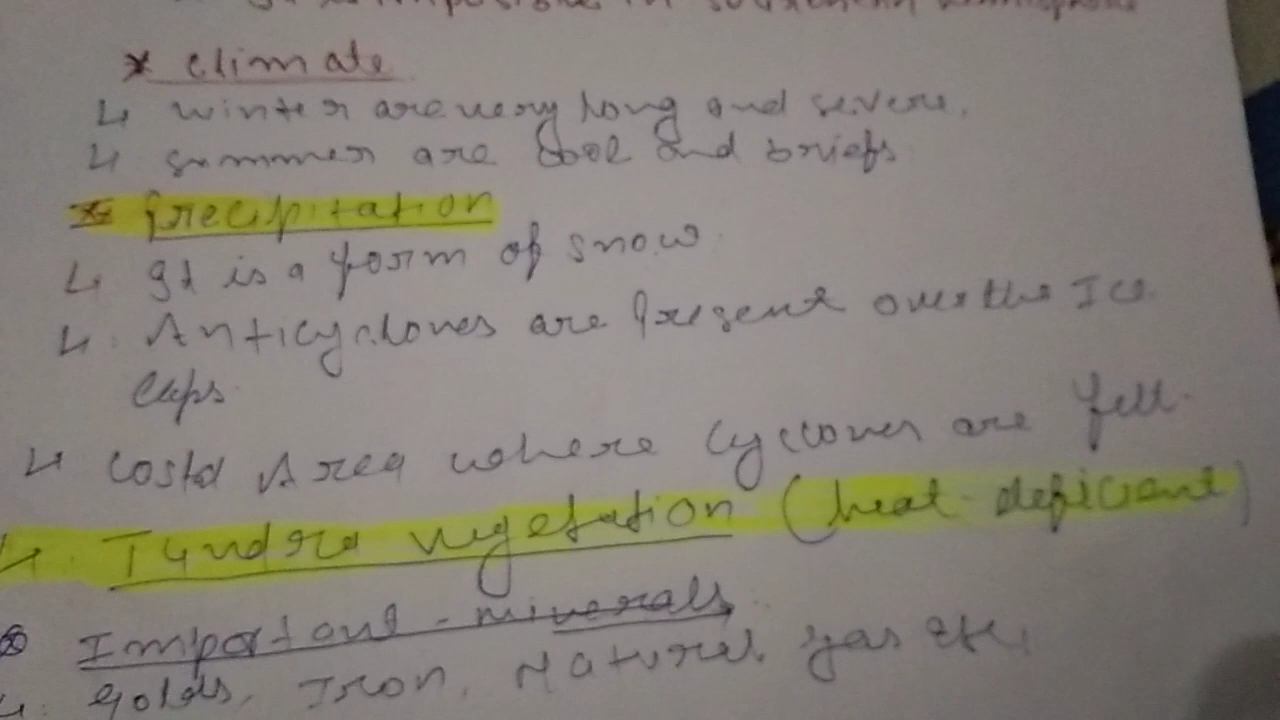 * climate
↳ winter are very long and severe.
↳ summer are cool and briefs
* Precipitation
↳ It is a form of snow
↳ Anticyclones are present over the Ice
Caps
↳ Costal Area where cyclones are fell.
↳ Tundra vegetation (heat-deficient)
Important-minerals
↳ Golds, Iron, Natural gas etc.